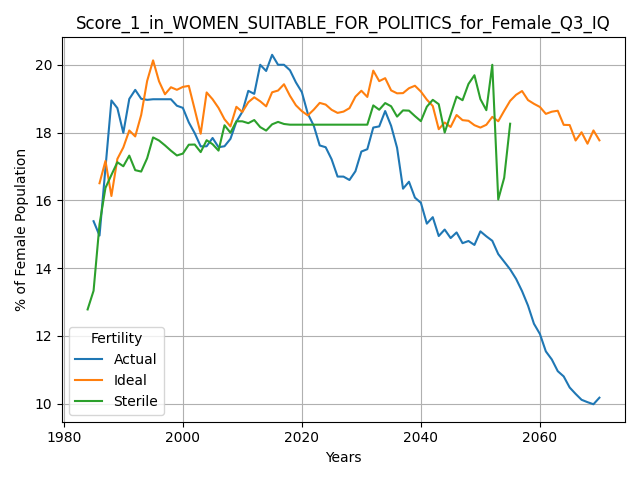 Score_1_in_WOMEN_SUITABLE_FOR_POLITICS_for_Female_Q3_IQ
% of Female Population
20
18
16
14
12
10
Fertility
Actual
Ideal
Sterile
1980 2000 2020 2040 2060
Years